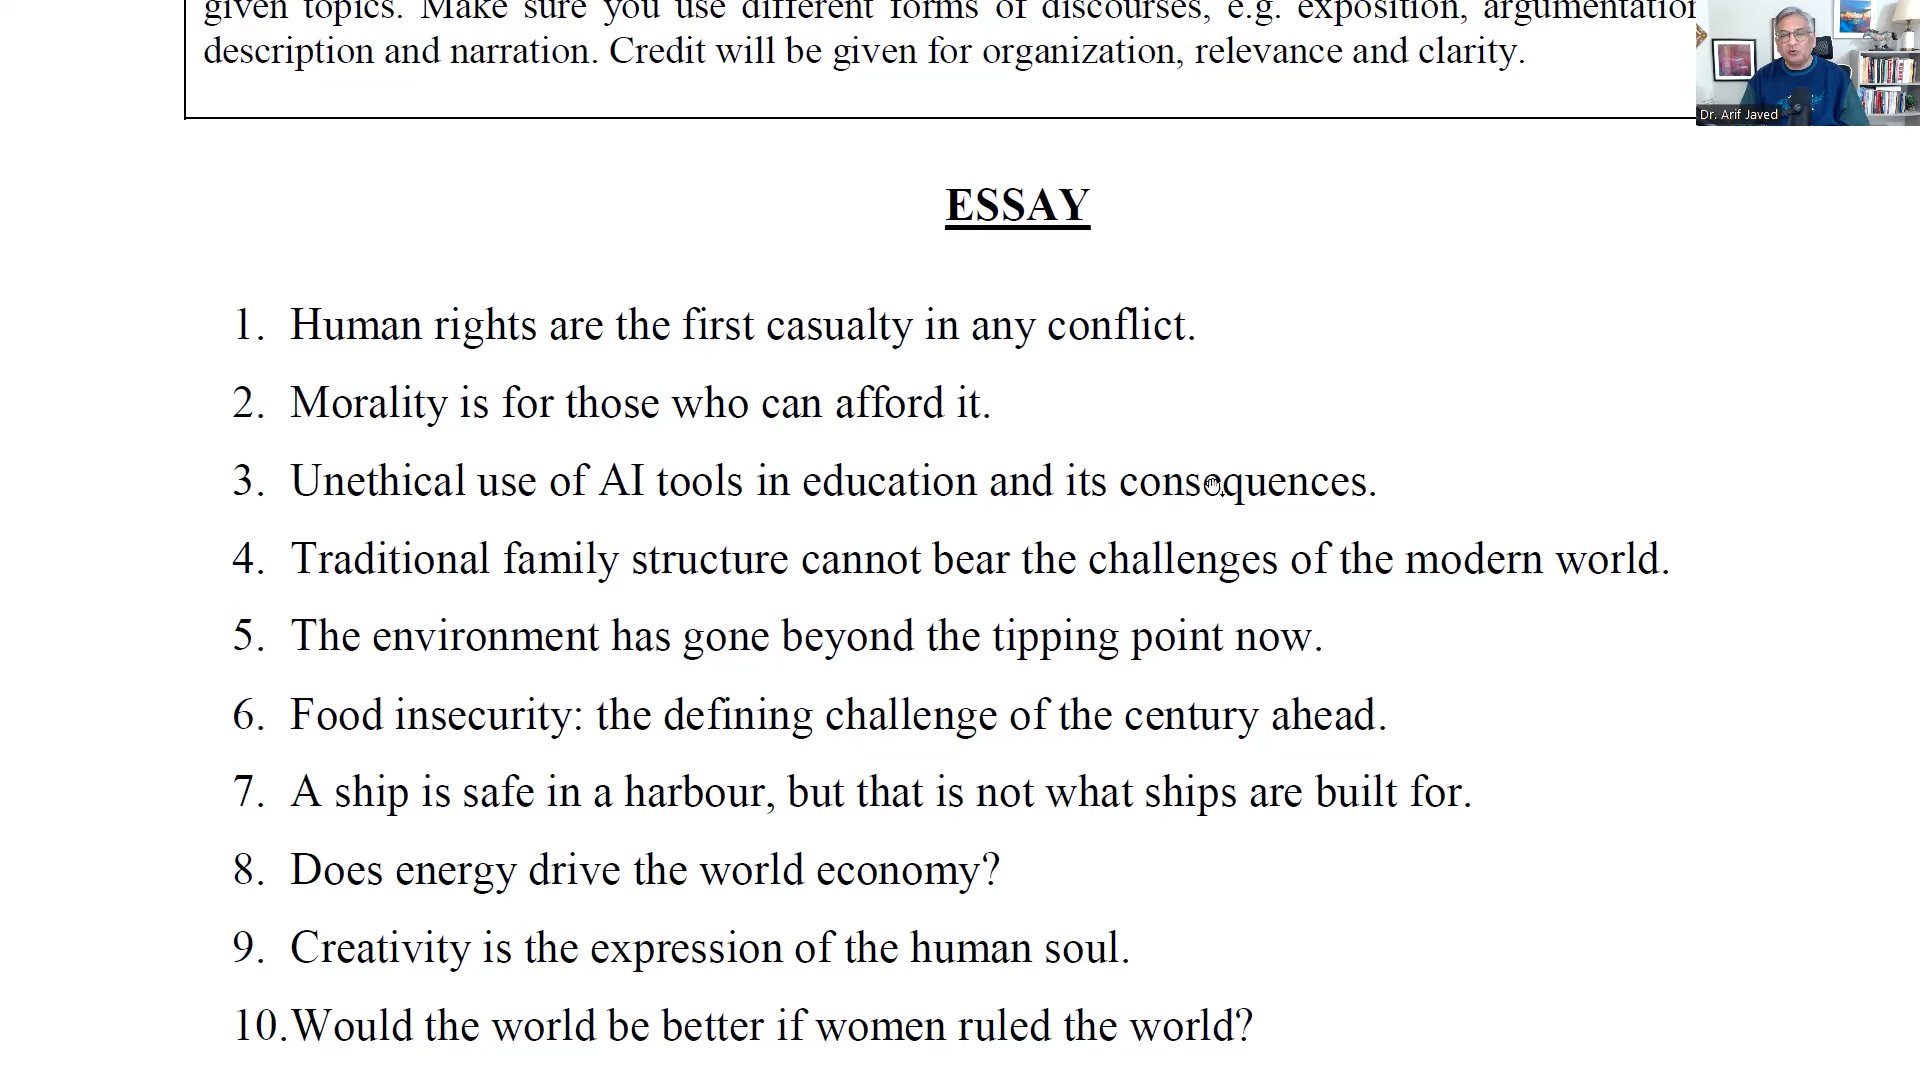 given topics. Make sure you use different forms of discourses, e.g. exposition, argumentation
description and narration. Credit will be given for organization, relevance and clarity.
Dr. Arif Javed
ESSAY
1. Human rights are the first casualty in any conflict.
2. Morality is for those who can afford it.
3. Unethical use of AI tools in education and its consequences.
4. Traditional family structure cannot bear the challenges of the modern world.
5. The environment has gone beyond the tipping point now.
6. Food insecurity: the defining challenge of the century ahead.
7. A ship is safe in a harbour, but that is not what ships are built for.
8. Does energy drive the world economy?
9. Creativity is the expression of the human soul.
10. Would the world be better if women ruled the world?